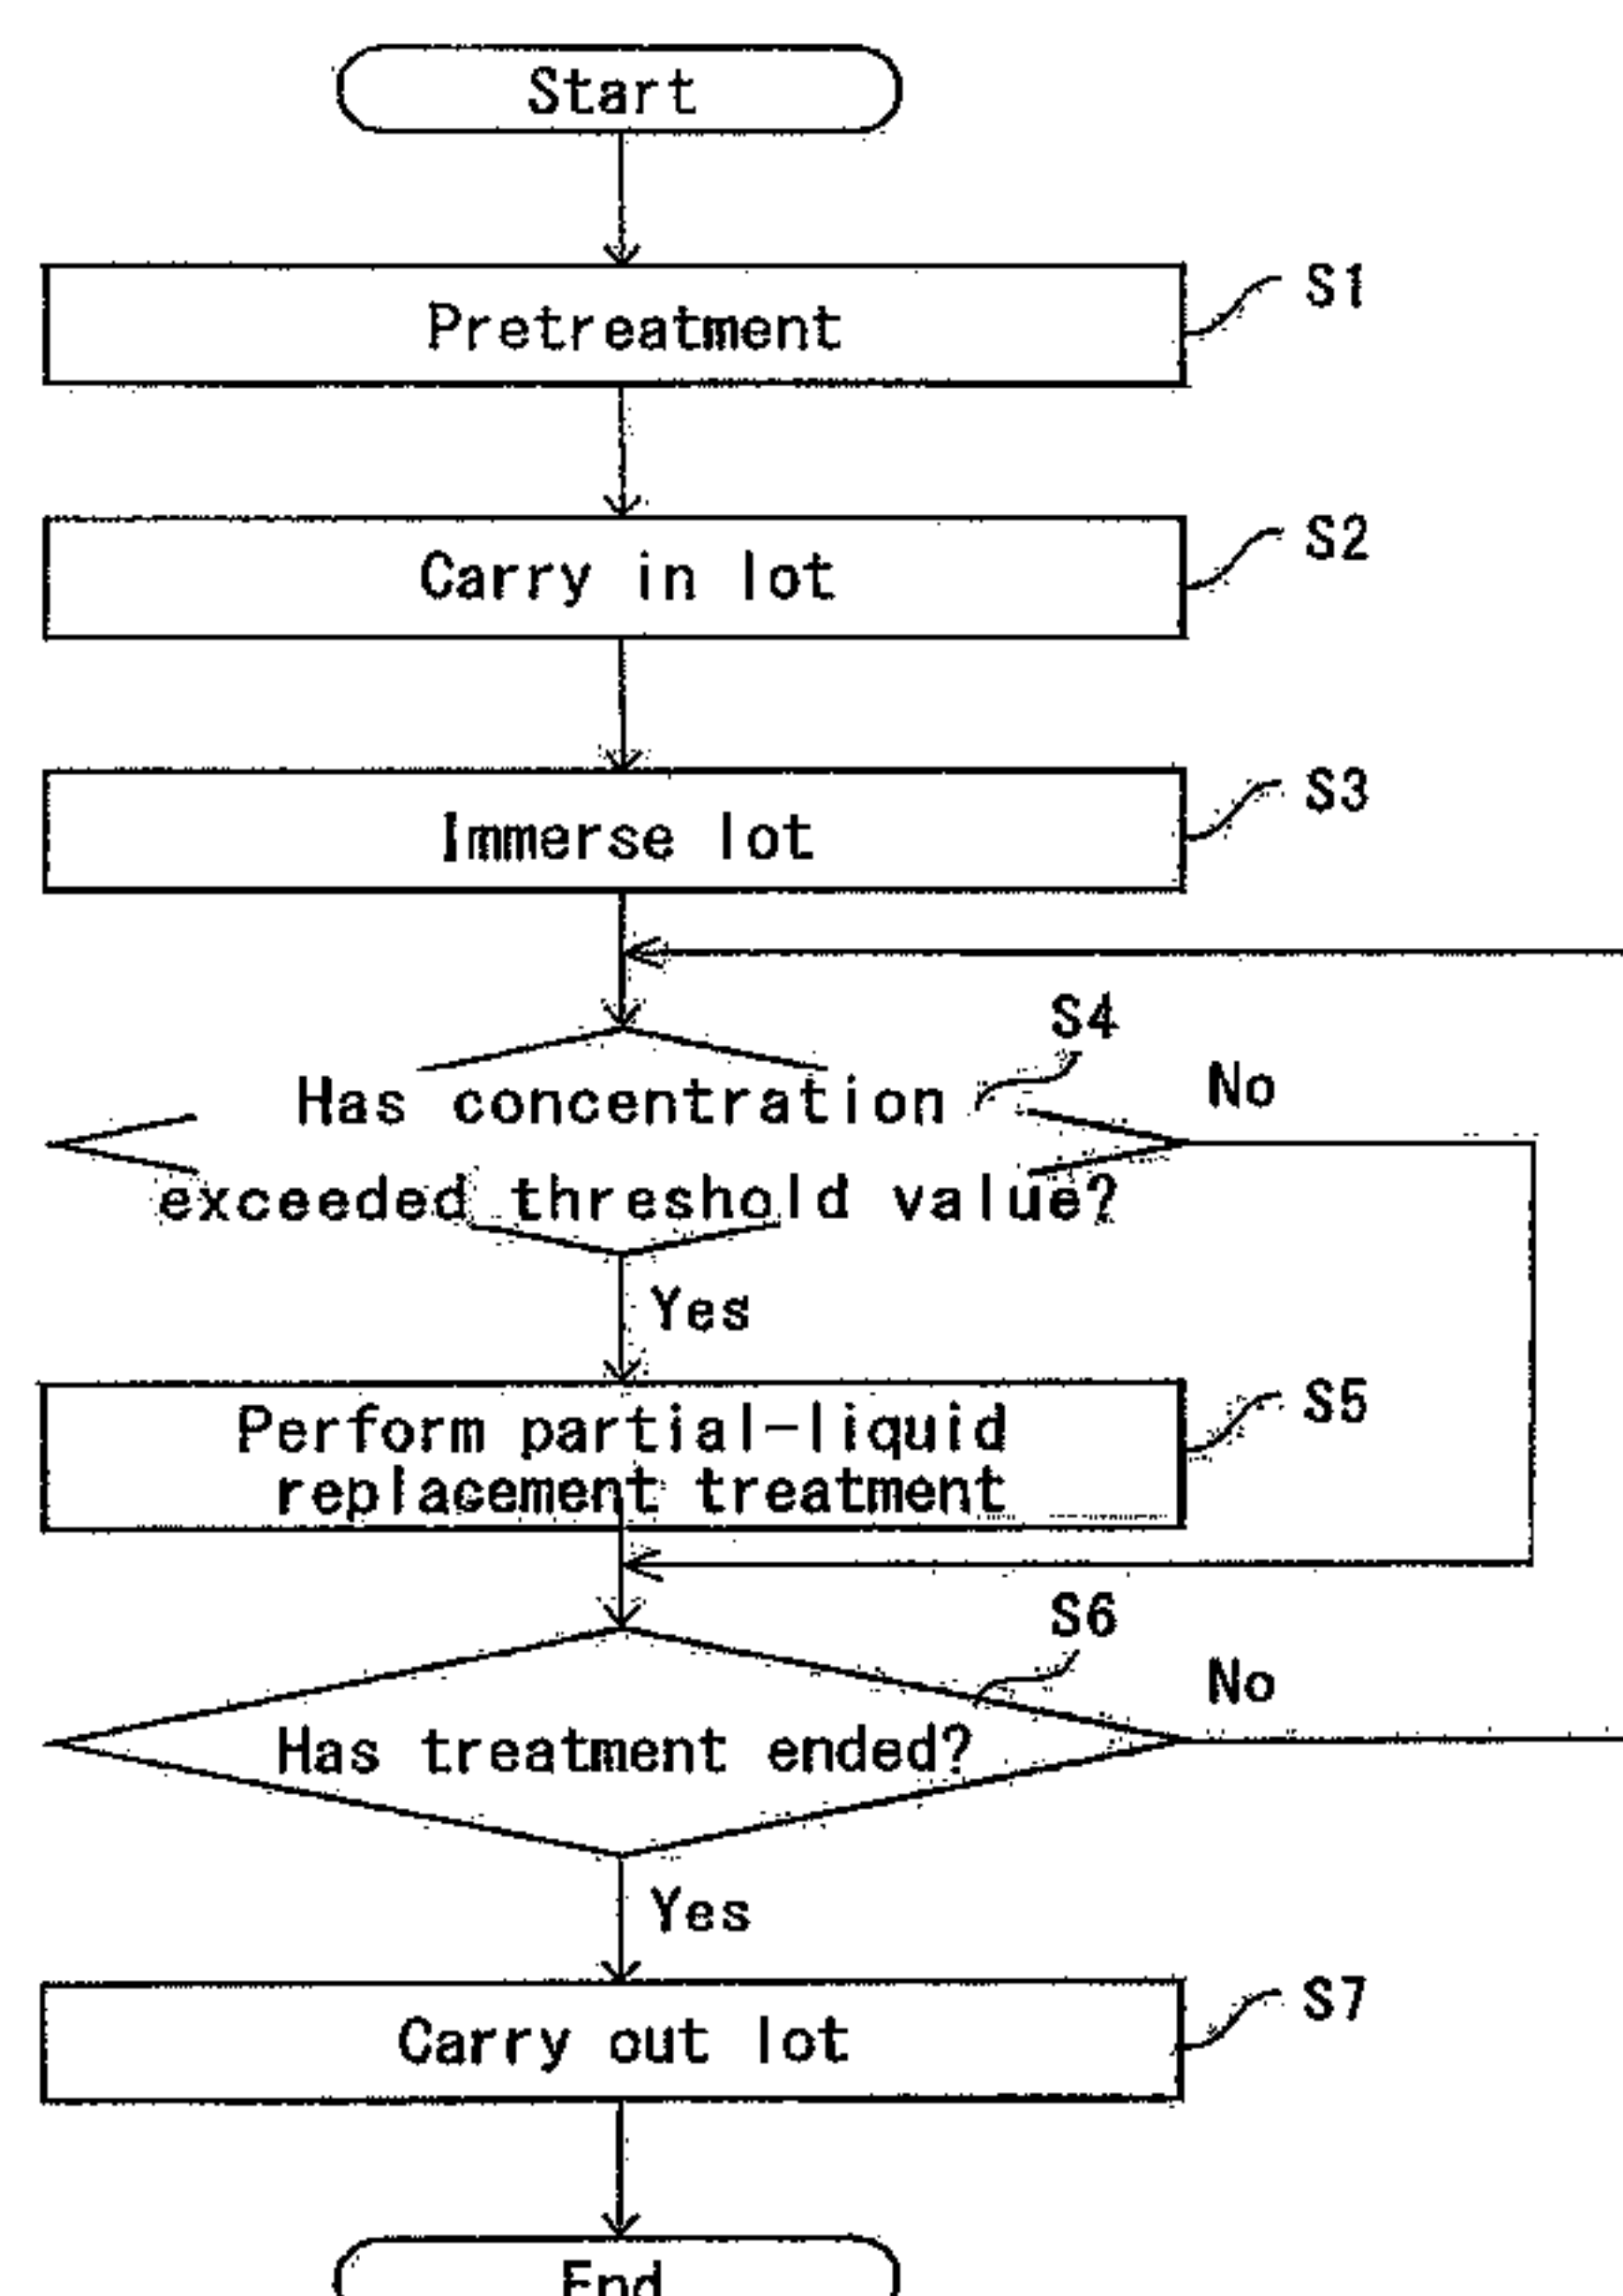 Start
Pretreatment
S1
Carry in lot
S2
Immerse lot
S3
S4
No
Has concentration
exceeded threshold value?
Yes
Perform partial-liquid
replacement treatment
S5
S6
No
Has treatment ended?
Yes
Carry out lot
S7
End